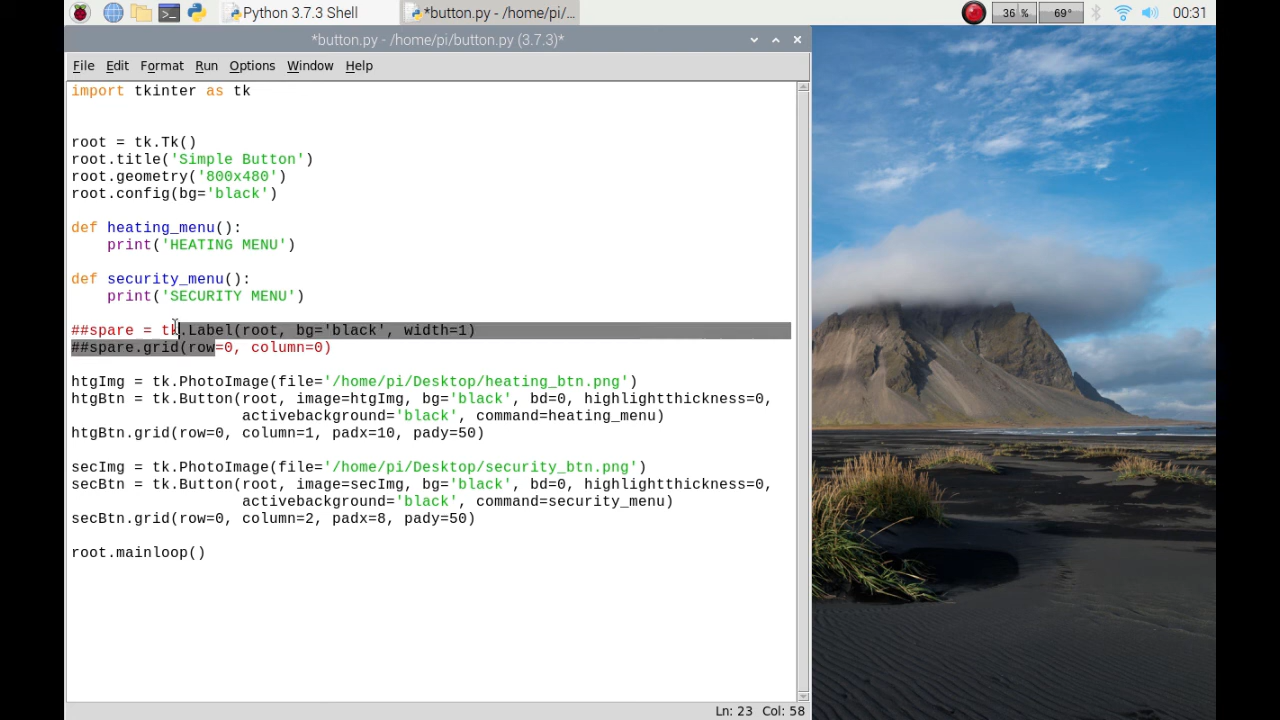 Python 3.7.3 Shell
*button.py - /home/pi/...
36 %
69°
00:31
*button.py - /home/pi/button.py (3.7.3)*
File Edit Format Run Options Window Help
import tkinter as tk
root = tk.Tk()
root.title('Simple Button')
root.geometry('800x480')
root.config(bg='black')
def heating_menu():
    print('HEATING MENU')
def security_menu():
    print('SECURITY MENU')
##spare = tk.Label(root, bg='black', width=1)
##spare.grid(row=0, column=0)
htgImg = tk.PhotoImage(file='/home/pi/Desktop/heating_btn.png')
htgBtn = tk.Button(root, image=htgImg, bg='black', bd=0, highlightthickness=0,
                   activebackground='black', command=heating_menu)
htgBtn.grid(row=0, column=1, padx=10, pady=50)
secImg = tk.PhotoImage(file='/home/pi/Desktop/security_btn.png')
secBtn = tk.Button(root, image=secImg, bg='black', bd=0, highlightthickness=0,
                   activebackground='black', command=security_menu)
secBtn.grid(row=0, column=2, padx=8, pady=50)
root.mainloop()
Ln: 23 Col: 58